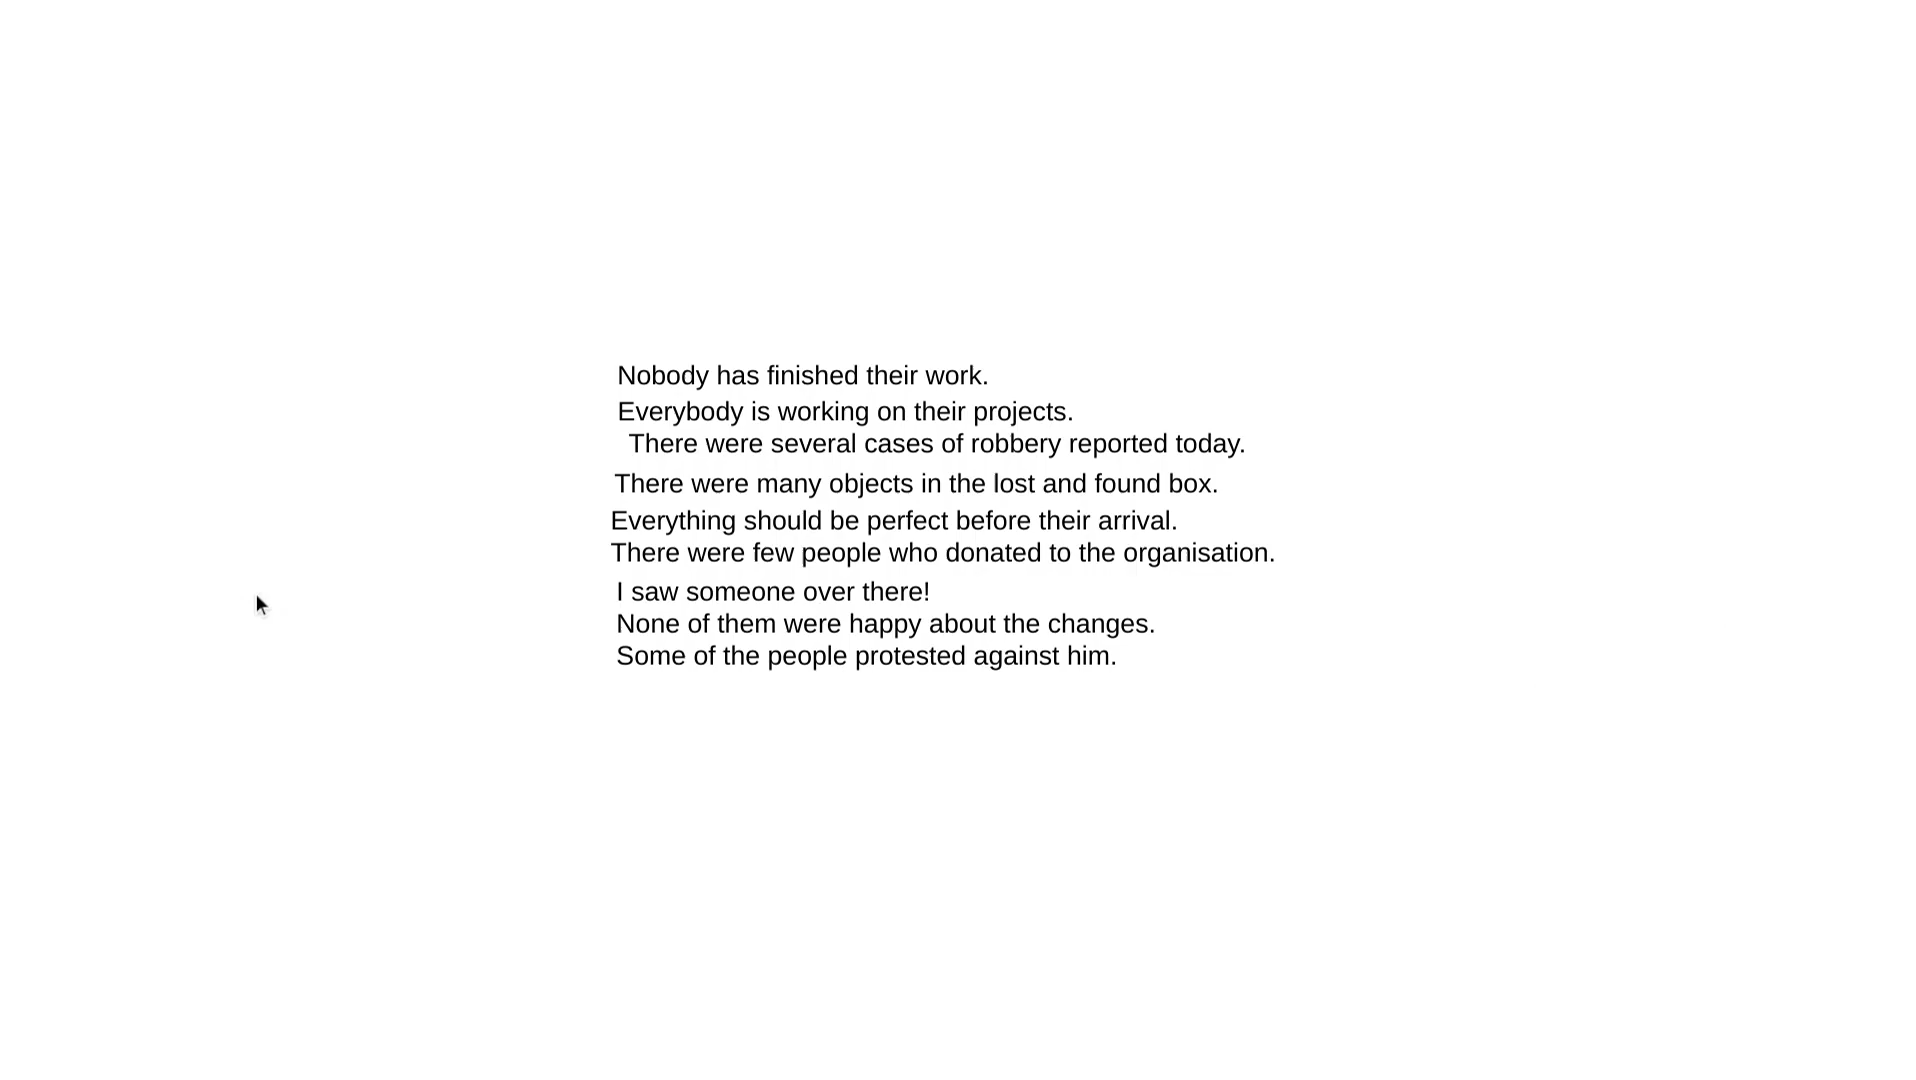 Nobody has finished their work.
Everybody is working on their projects.
There were several cases of robbery reported today.
There were many objects in the lost and found box.
Everything should be perfect before their arrival.
There were few people who donated to the organisation.
I saw someone over there!
None of them were happy about the changes.
Some of the people protested against him.